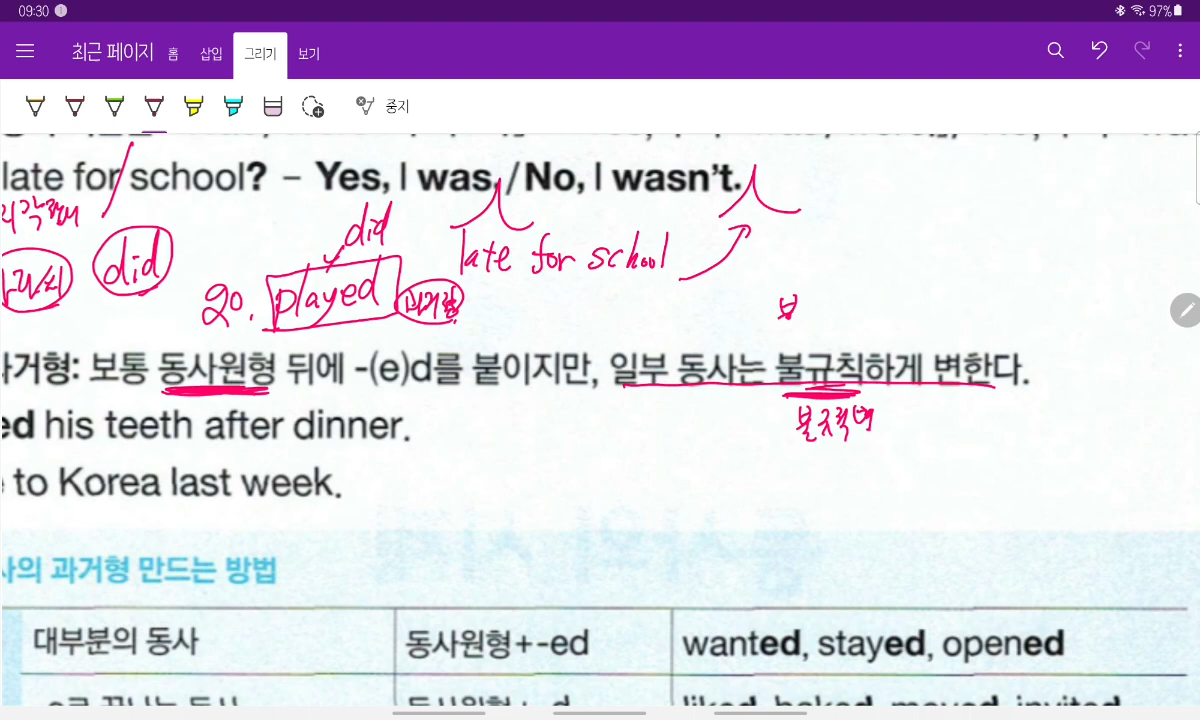 09:30 97%
최근 페이지 홈 삽입 그리기 보기
중지
late for school? – Yes, I was. / No, I wasn't.
did
did
late for school
20. played 과거형
거형: 보통 동사원형 뒤에 -(e)d를 붙이지만, 일부 동사는 불규칙하게 변한다.
ed his teeth after dinner.
to Korea last week.
사의 과거형 만드는 방법
대부분의 동사 동사원형+-ed wanted, stayed, opened